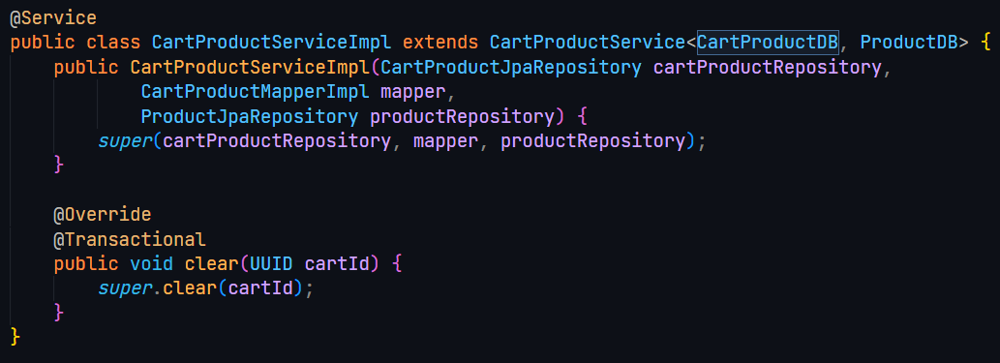 @Service
public class CartProductServiceImpl extends CartProductService<CartProductDB, ProductDB> {
    public CartProductServiceImpl(CartProductJpaRepository cartProductRepository,
            CartProductMapperImpl mapper,
            ProductJpaRepository productRepository) {
        super(cartProductRepository, mapper, productRepository);
    }

    @Override
    @Transactional
    public void clear(UUID cartId) {
        super.clear(cartId);
    }
}